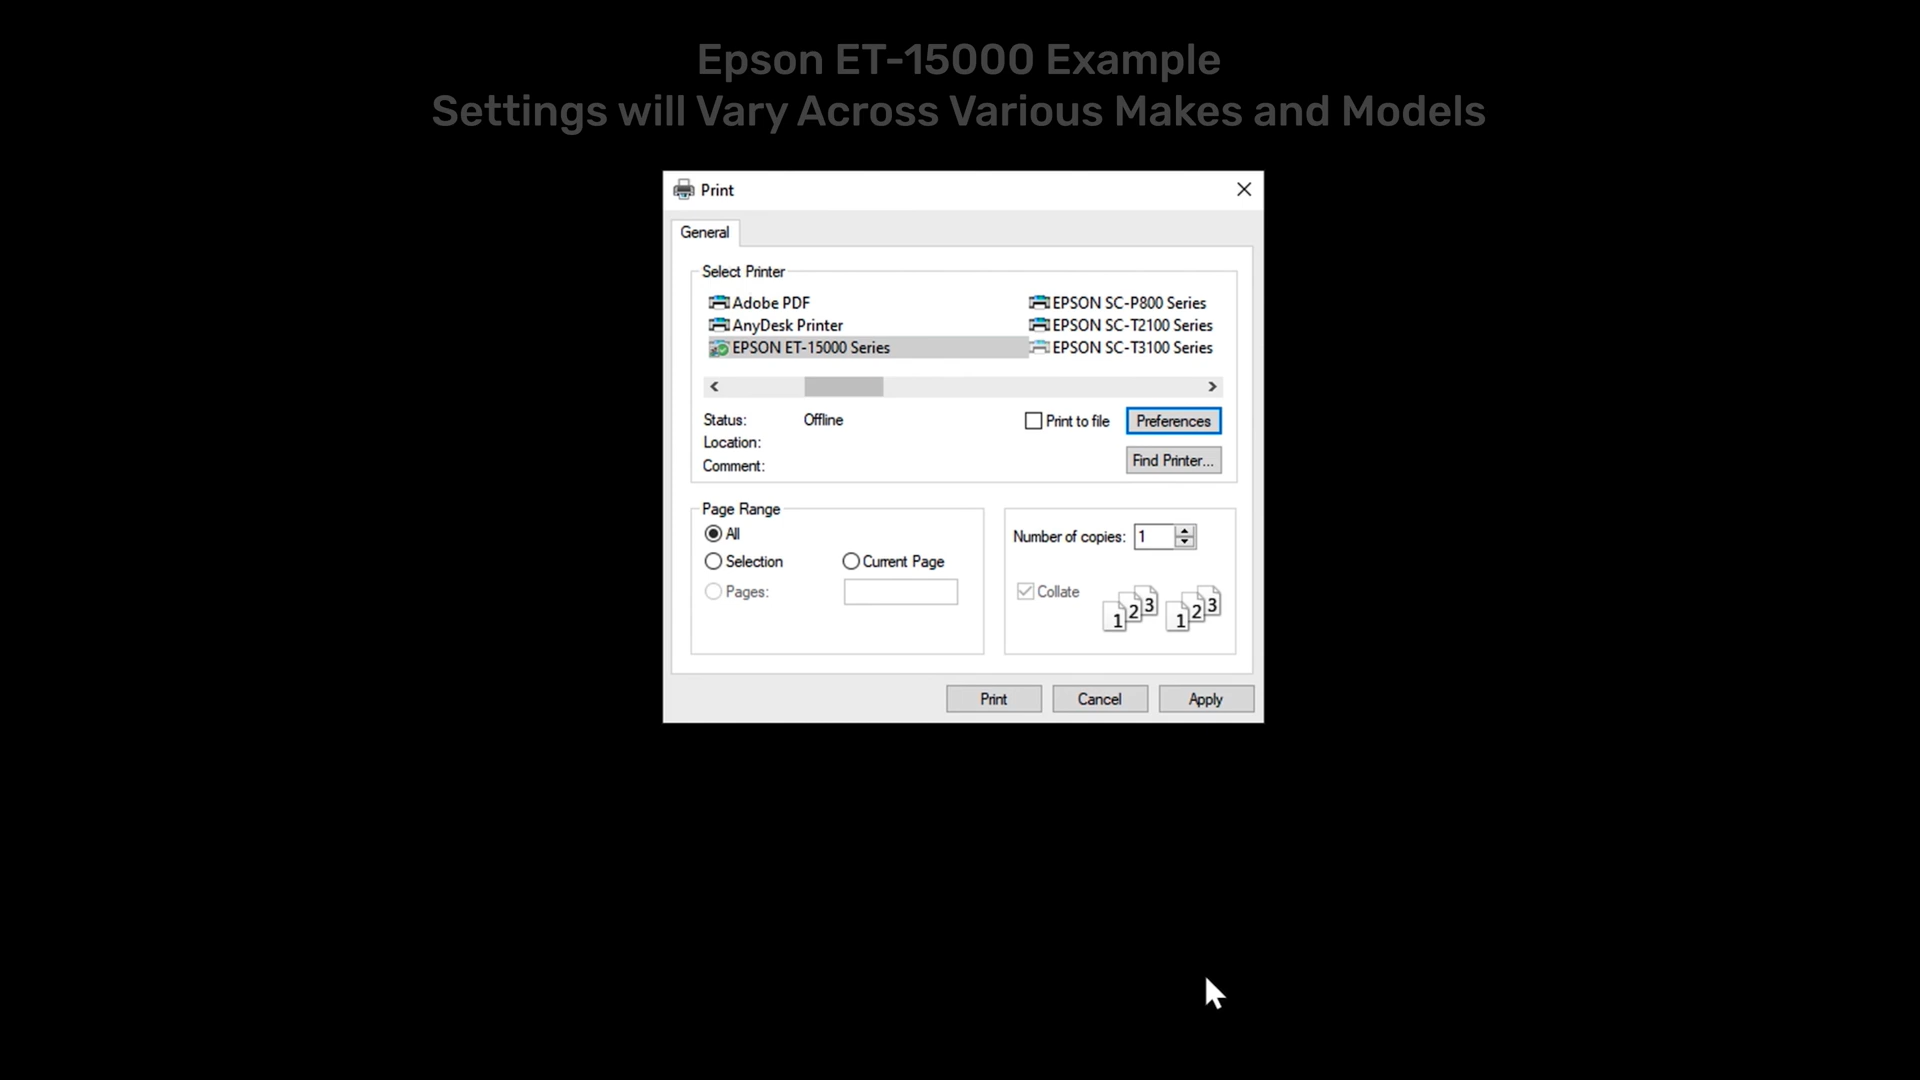 Epson ET-15000 Example
Settings will Vary Across Various Makes and Models
Print
General
Select Printer
Adobe PDF EPSON SC-P800 Series
AnyDesk Printer EPSON SC-T2100 Series
EPSON ET-15000 Series EPSON SC-T3100 Series
Status: Offline Print to file Preferences
Location:
Comment: Find Printer...
Page Range
All Number of copies: 1
Selection Current Page
Pages: Collate 1 2 3 1 2 3
Print Cancel Apply